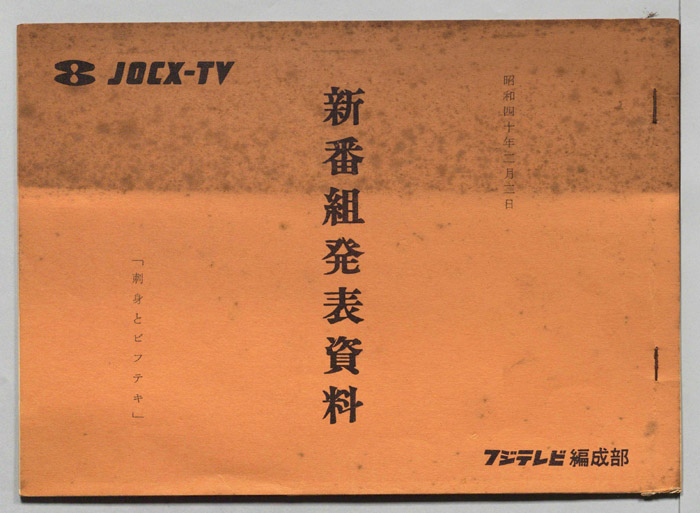 8 JOCX-TV
昭和四十年二月三日
新番組発表資料
「刺身とビフテキ」
フジテレビ 編成部